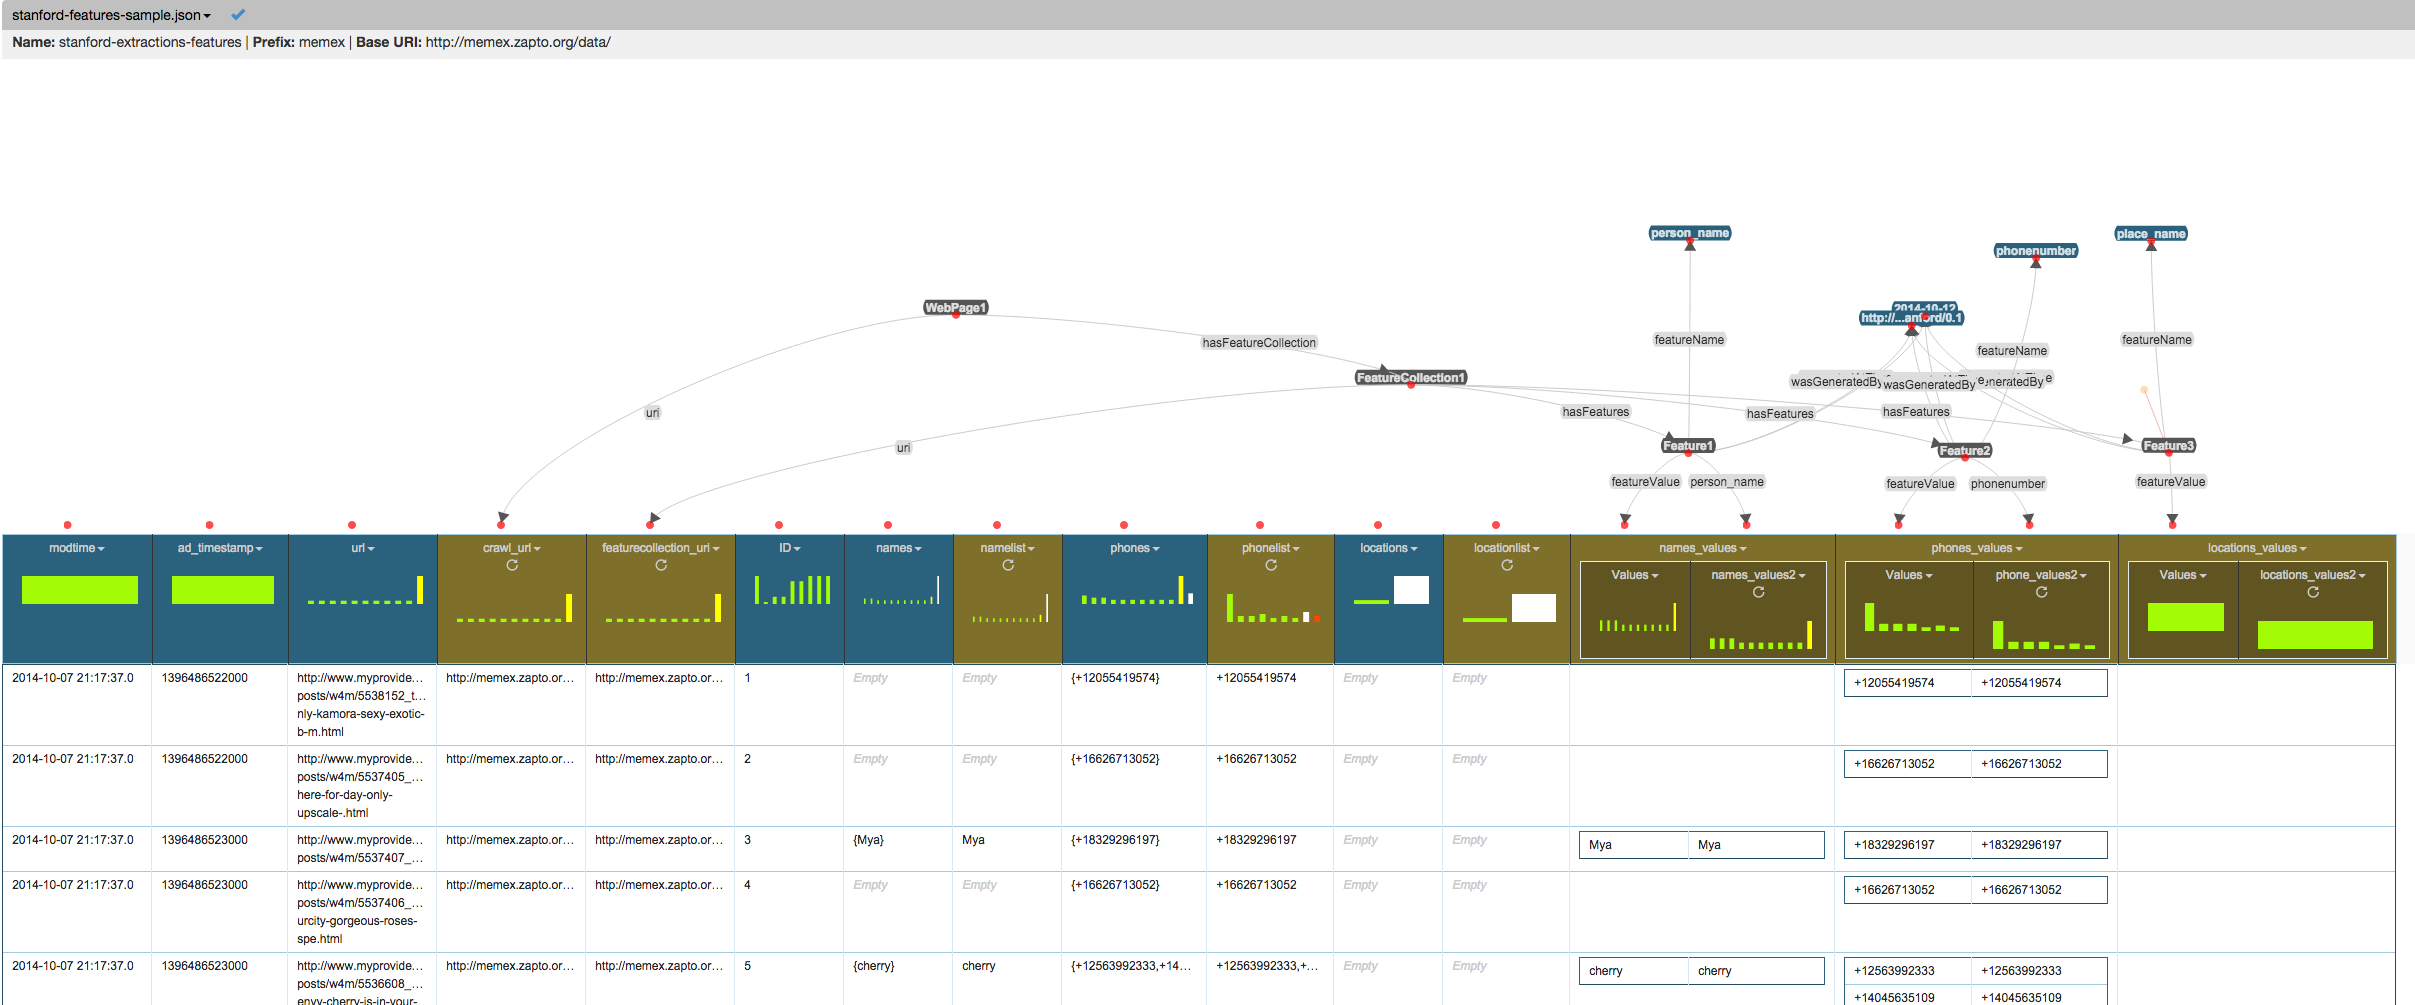 stanford-features-sample.json
Name: stanford-extractions-features | Prefix: memex | Base URI: http://memex.zapto.org/data/
person_name
place_name
phonenumber
WebPage1
2014-10-12
http://...anford/0.1
featureName
featureName
hasFeatureCollection
featureName
FeatureCollection1
wasGeneratedBy
wasGeneratedBy
uri
hasFeatures
hasFeatures
hasFeatures
uri
Feature1
Feature2
Feature3
featureValue
person_name
featureValue
phonenumber
featureValue
modtime ad_timestamp url crawl_url featurecollection_uri ID names namelist phones phonelist locations locationlist names_values phones_values locations_values
Values names_values2 Values phone_values2 Values locations_values2
2014-10-07 21:17:37.0 1396486522000 http://www.myprovide... http://memex.zapto.or... http://memex.zapto.or... 1 Empty Empty {+12055419574} +12055419574 Empty Empty +12055419574 +12055419574
posts/w4m/5538152_t...
nly-kamora-sexy-exotic-
b-m.html
2014-10-07 21:17:37.0 1396486522000 http://www.myprovide... http://memex.zapto.or... http://memex.zapto.or... 2 Empty Empty {+16626713052} +16626713052 Empty Empty +16626713052 +16626713052
posts/w4m/5537405_...
here-for-day-only-
upscale-.html
2014-10-07 21:17:37.0 1396486523000 http://www.myprovide... http://memex.zapto.or... http://memex.zapto.or... 3 {Mya} Mya {+18329296197} +18329296197 Empty Empty Mya Mya +18329296197 +18329296197
posts/w4m/5537407_...
2014-10-07 21:17:37.0 1396486523000 http://www.myprovide... http://memex.zapto.or... http://memex.zapto.or... 4 Empty Empty {+16626713052} +16626713052 Empty Empty +16626713052 +16626713052
posts/w4m/5537406_...
urcity-gorgeous-roses-
spe.html
2014-10-07 21:17:37.0 1396486523000 http://www.myprovide... http://memex.zapto.or... http://memex.zapto.or... 5 {cherry} cherry {+12563992333,+14... +12563992333,+... Empty Empty cherry cherry +12563992333 +12563992333
posts/w4m/5536608_...
envy-cherry-is-in-your- +14045635109 +14045635109